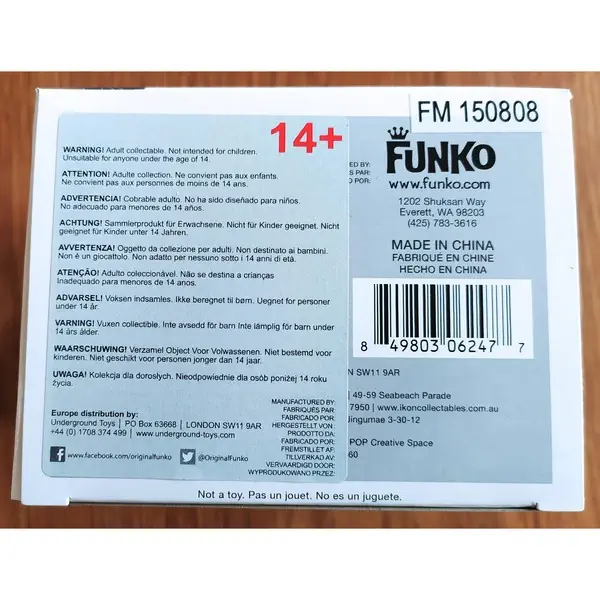 FM 150808
14+
WARNING! Adult collectable. Not intended for children.
Unsuitable for anyone under the age of 14.
ATTENTION! Adulte collection. Ne convient pas aux enfants.
Ne convient pas aux personnes de moins de 14 ans.
ADVERTENCIA! Cobrable adulto. No ha sido diseñado para niños.
No adecuado para menores de 14 años.
ACHTUNG! Sammlerprodukt für Erwachsene. Nicht für Kinder geeignet. Nicht
geeignet für Kinder unter 14 Jahren.
AVVERTENZA! Oggetto da collezione per adulti. Non destinato ai bambini.
Non è un giocattolo. Non adatto per nessuno sotto i 14 anni di età.
ATENÇÃO! Adulto coleccionável. Não se destina a crianças
Inadequado para menores de 14 anos.
ADVARSEL! Voksen indsamles. Ikke beregnet til børn. Uegnet for personer
under 14 år.
VARNING! Vuxen collectible. Inte avsedd för barn Inte lämplig för barn under
14 års ålder.
WAARSCHUWING! Verzamel Object Voor Volwassenen. Niet bestemd voor
kinderen. Niet geschikt voor personen jonger dan 14 jaar.
UWAGA! Kolekcja dla dorosłych. Nieodpowiednie dla osób poniżej 14 roku
życia.
Europe distribution by:
Underground Toys | PO Box 63668 | LONDON SW11 9AR
+44 (0) 1708 374 499 | www.underground-toys.com
www.facebook.com/originalfunko
@OriginalFunko
MANUFACTURED BY:
FABRIQUÉS PAR
FABRICADO POR:
HERGESTELLT VON:
PRODOTTO DA:
FABRICADO POR:
FREMSTILLET AF:
TILLVERKAD AV:
VERVAARDIGD DOOR:
WYPRODUKOWANO PRZEZ:
ED BY:
S PAR:
O POR:
FUNKO
www.funko.com
1202 Shuksan Way
Everett, WA 98203
(425) 783-3616
MADE IN CHINA
FABRIQUÉ EN CHINE
HECHO EN CHINA
8 49803 06247 7
N SW11 9AR
| 49-59 Seabeach Parade
7950 | www.ikoncollectables.com.au
Jingumae 3-30-12
POP Creative Space
60
Not a toy. Pas un jouet. No es un juguete.